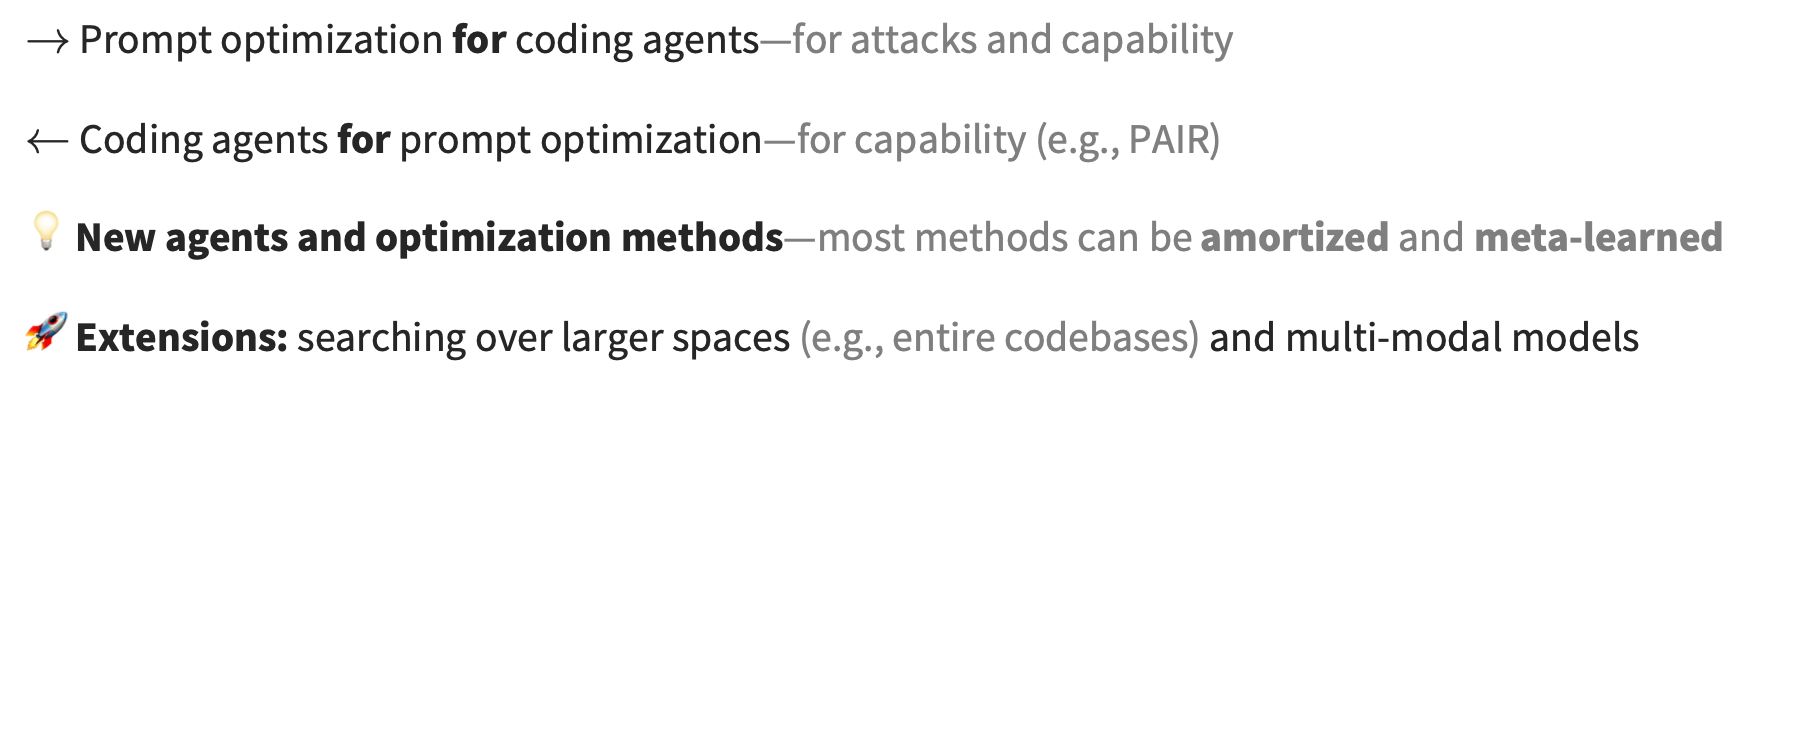 → Prompt optimization for coding agents—for attacks and capability
← Coding agents for prompt optimization—for capability (e.g., PAIR)
💡 New agents and optimization methods—most methods can be amortized and meta-learned
🚀 Extensions: searching over larger spaces (e.g., entire codebases) and multi-modal models